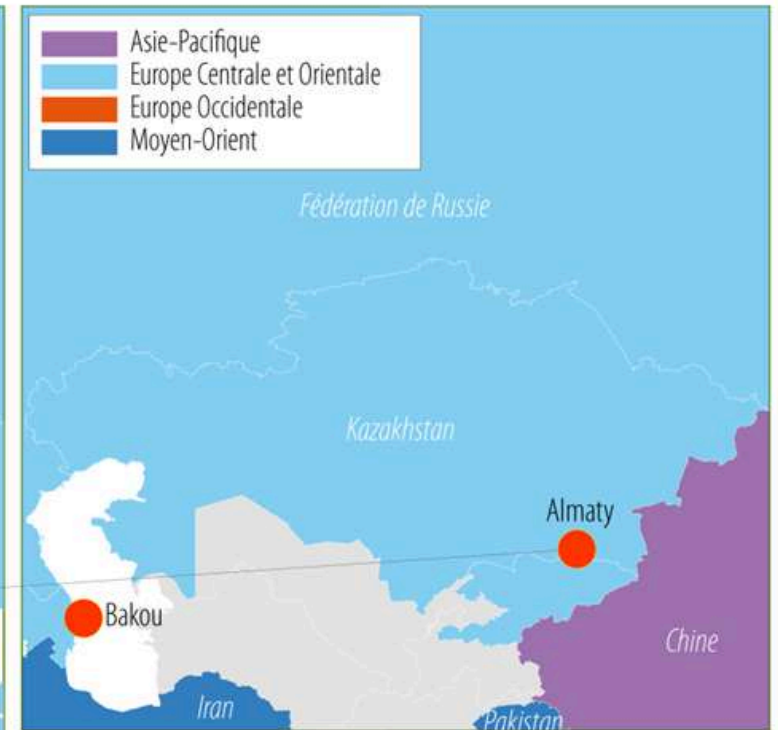 Asie-Pacifique
Europe Centrale et Orientale
Europe Occidentale
Moyen-Orient
Fédération de Russie
Kazakhstan
Almaty
Bakou
Chine
Iran
Pakistan